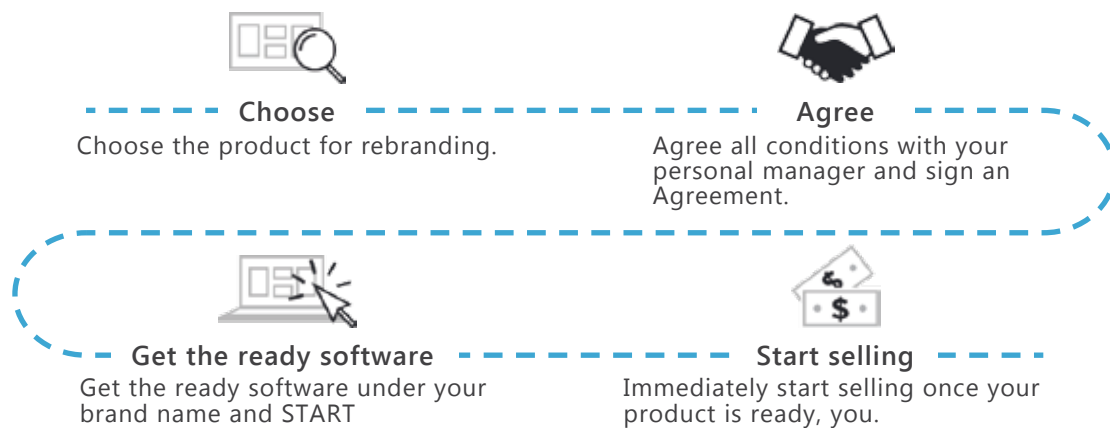 Choose
Choose the product for rebranding.
Agree
Agree all conditions with your
personal manager and sign an
Agreement.
$
$
Get the ready software
Get the ready software under your
brand name and START
Start selling
Immediately start selling once your
product is ready, you.